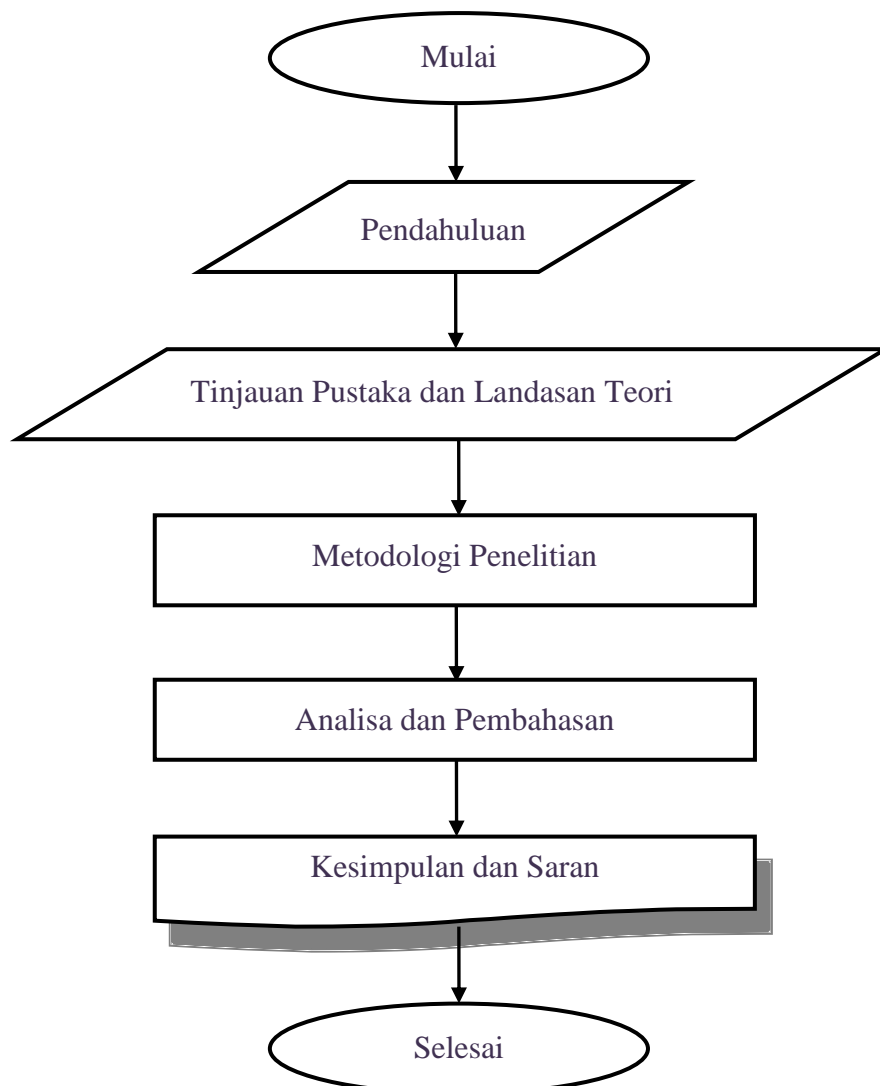 Mulai
Pendahuluan
Tinjauan Pustaka dan Landasan Teori
Metodologi Penelitian
Analisa dan Pembahasan
Kesimpulan dan Saran
Selesai